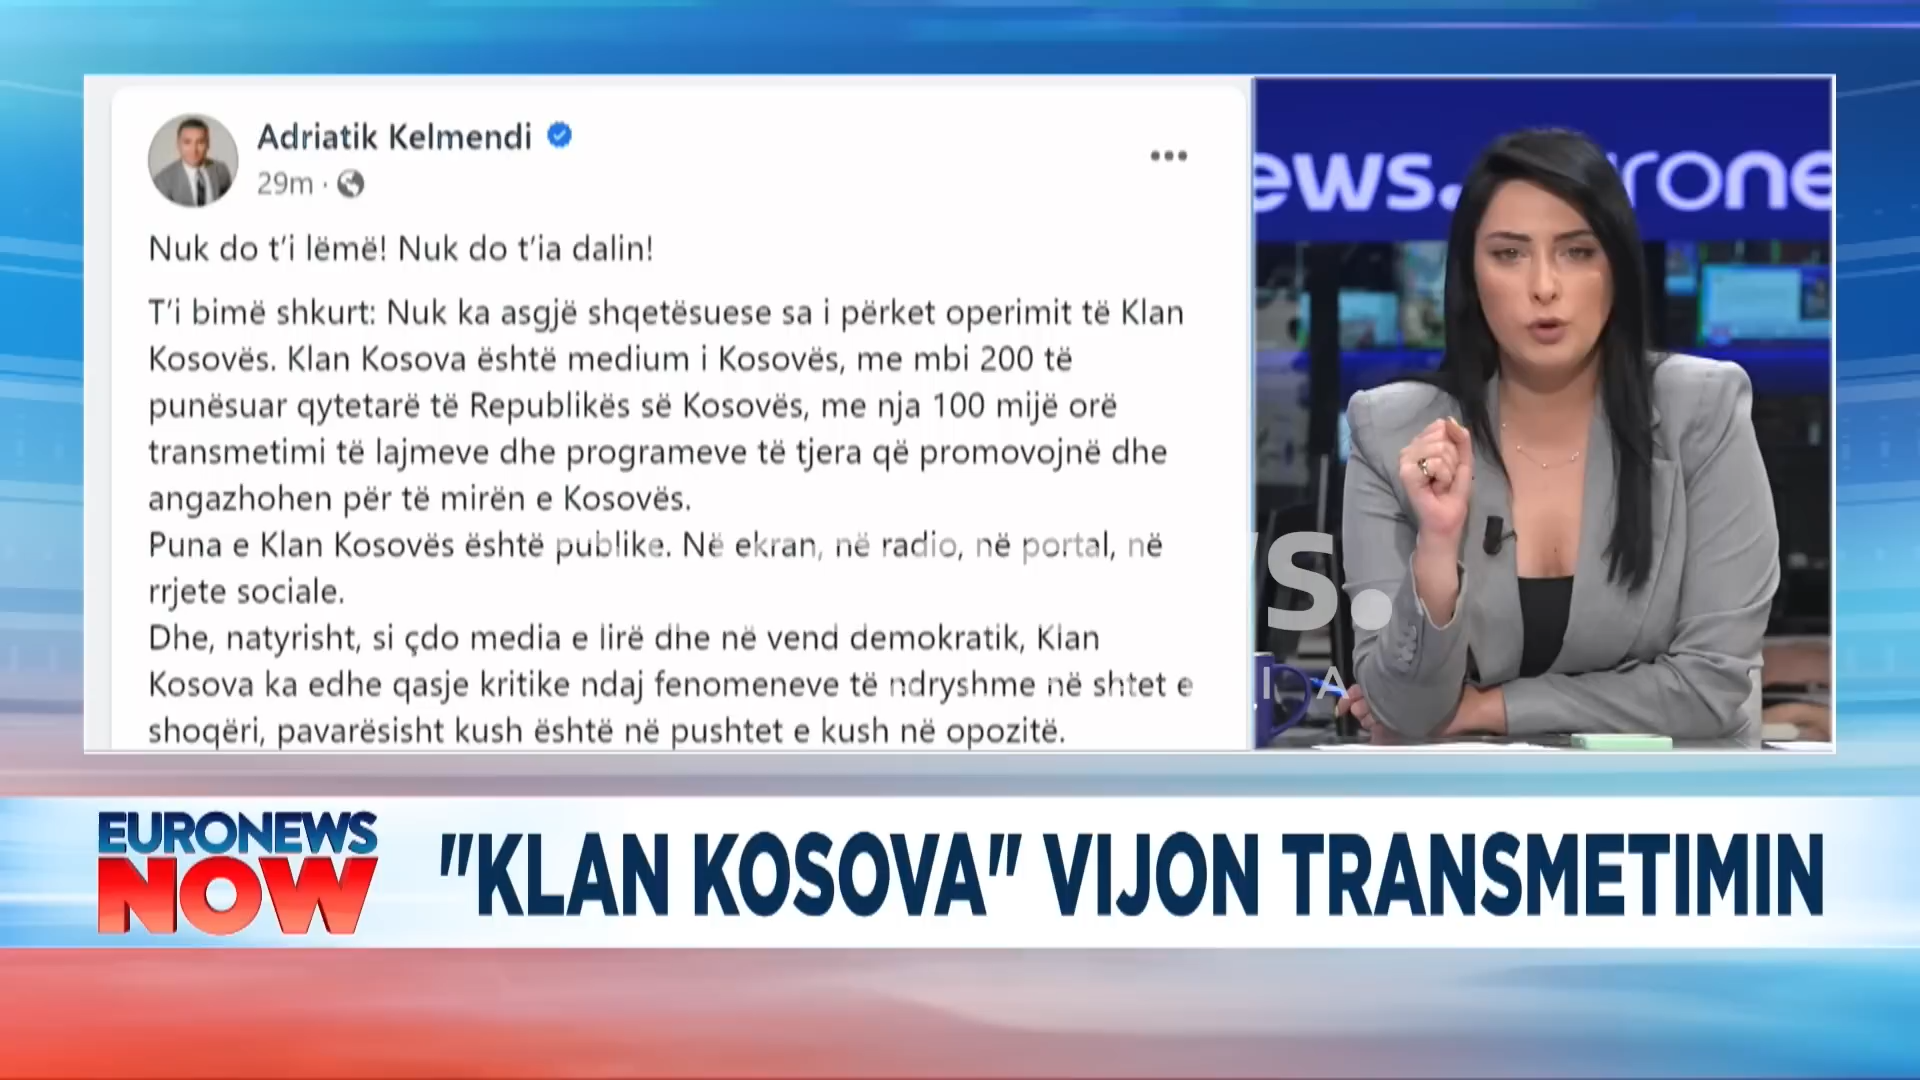 Adriatik Kelmendi
29m ·
Nuk do t’i lëmë! Nuk do t’ia dalin!
T’i bimë shkurt: Nuk ka asgjë shqetësuese sa i përket operimit të Klan
Kosovës. Klan Kosova është medium i Kosovës, me mbi 200 të
punësuar qytetarë të Republikës së Kosovës, me nja 100 mijë orë
transmetimi të lajmeve dhe programeve të tjera që promovojnë dhe
angazhohen për të mirën e Kosovës.
Puna e Klan Kosovës është publike. Në ekran, në radio, në portal, në
rrjete sociale.
Dhe, natyrisht, si çdo media e lirë dhe në vend demokratik, Klan
Kosova ka edhe qasje kritike ndaj fenomeneve të ndryshme në shtet e
shoqëri, pavarësisht kush është në pushtet e kush në opozitë.
ews. urone
s.
I A
EURONEWS
NOW
"KLAN KOSOVA" VIJON TRANSMETIMIN